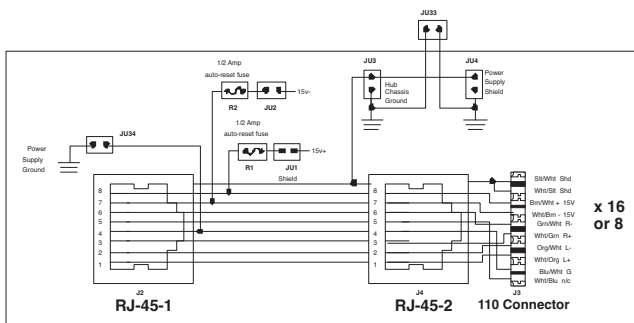 JU33
1/2 Amp
auto-reset fuse
R2
JU2
15v-
JU3
Hub
Chassis
Ground
JU4
Power
Supply
Shield
1/2 Amp
auto-reset fuse
R1
JU1
15v+
JU34
Power
Supply
Ground
Shield
8
7
6
5
4
3
2
1
J2
RJ-45-1
8
7
6
5
4
3
2
1
J4
RJ-45-2
Slt/Wht Shd
Wht/Slt Shd
Brn/Wht + 15V
Wht/Brn - 15V
Grn/Wht R-
Wht/Grn R+
Org/Wht L-
Wht/Org L+
Blu/Wht G
Wht/Blu n/c
J3
110 Connector
x 16
or 8